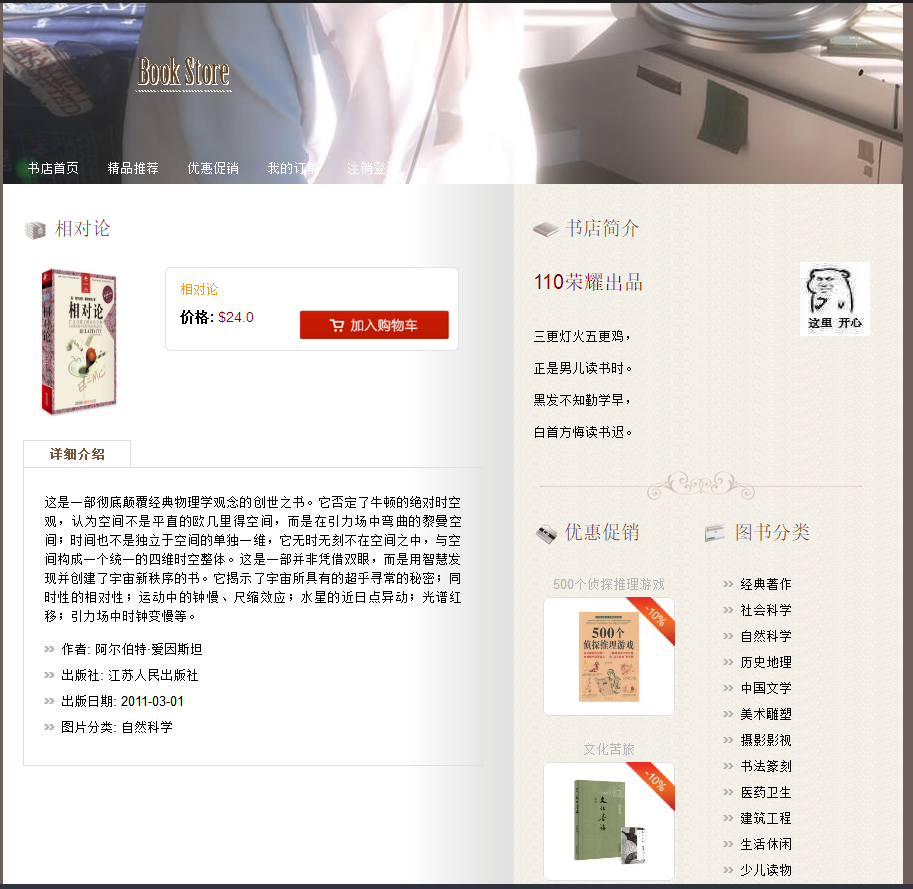 Book Store
书店首页 精品推荐 优惠促销 我的订单 注销登录
相对论
相对论
相对论
价格: $24.0
加入购物车
详细介绍
这是一部彻底颠覆经典物理学观念的创世之书。它否定了牛顿的绝对时空
观，认为空间不是平直的欧几里得空间，而是在引力场中弯曲的黎曼空
间；时间也不是独立于空间的单独一维，它无时无刻不在空间之中，与空
间构成一个统一的四维时空整体。这是一部并非凭借双眼，而是用智慧发
现并创建了宇宙新秩序的书。它揭示了宇宙所具有的超乎寻常的秘密；同
时性的相对性；运动中的钟慢、尺缩效应；水星的近日点异动；光谱红
移；引力场中时钟变慢等。
作者: 阿尔伯特·爱因斯坦
出版社: 江苏人民出版社
出版日期: 2011-03-01
图片分类: 自然科学
书店简介
110荣耀出品
这里 开心
三更灯火五更鸡，
正是男儿读书时。
黑发不知勤学早，
白首方悔读书迟。
优惠促销
500个侦探推理游戏
-10%
500个
侦探推理游戏
文化苦旅
-10%
图书分类
经典著作
社会科学
自然科学
历史地理
中国文学
美术雕塑
摄影影视
书法篆刻
医药卫生
建筑工程
生活休闲
少儿读物